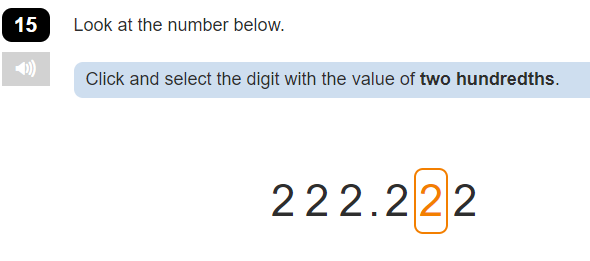 15 Look at the number below.
Click and select the digit with the value of two hundredths.
222.222